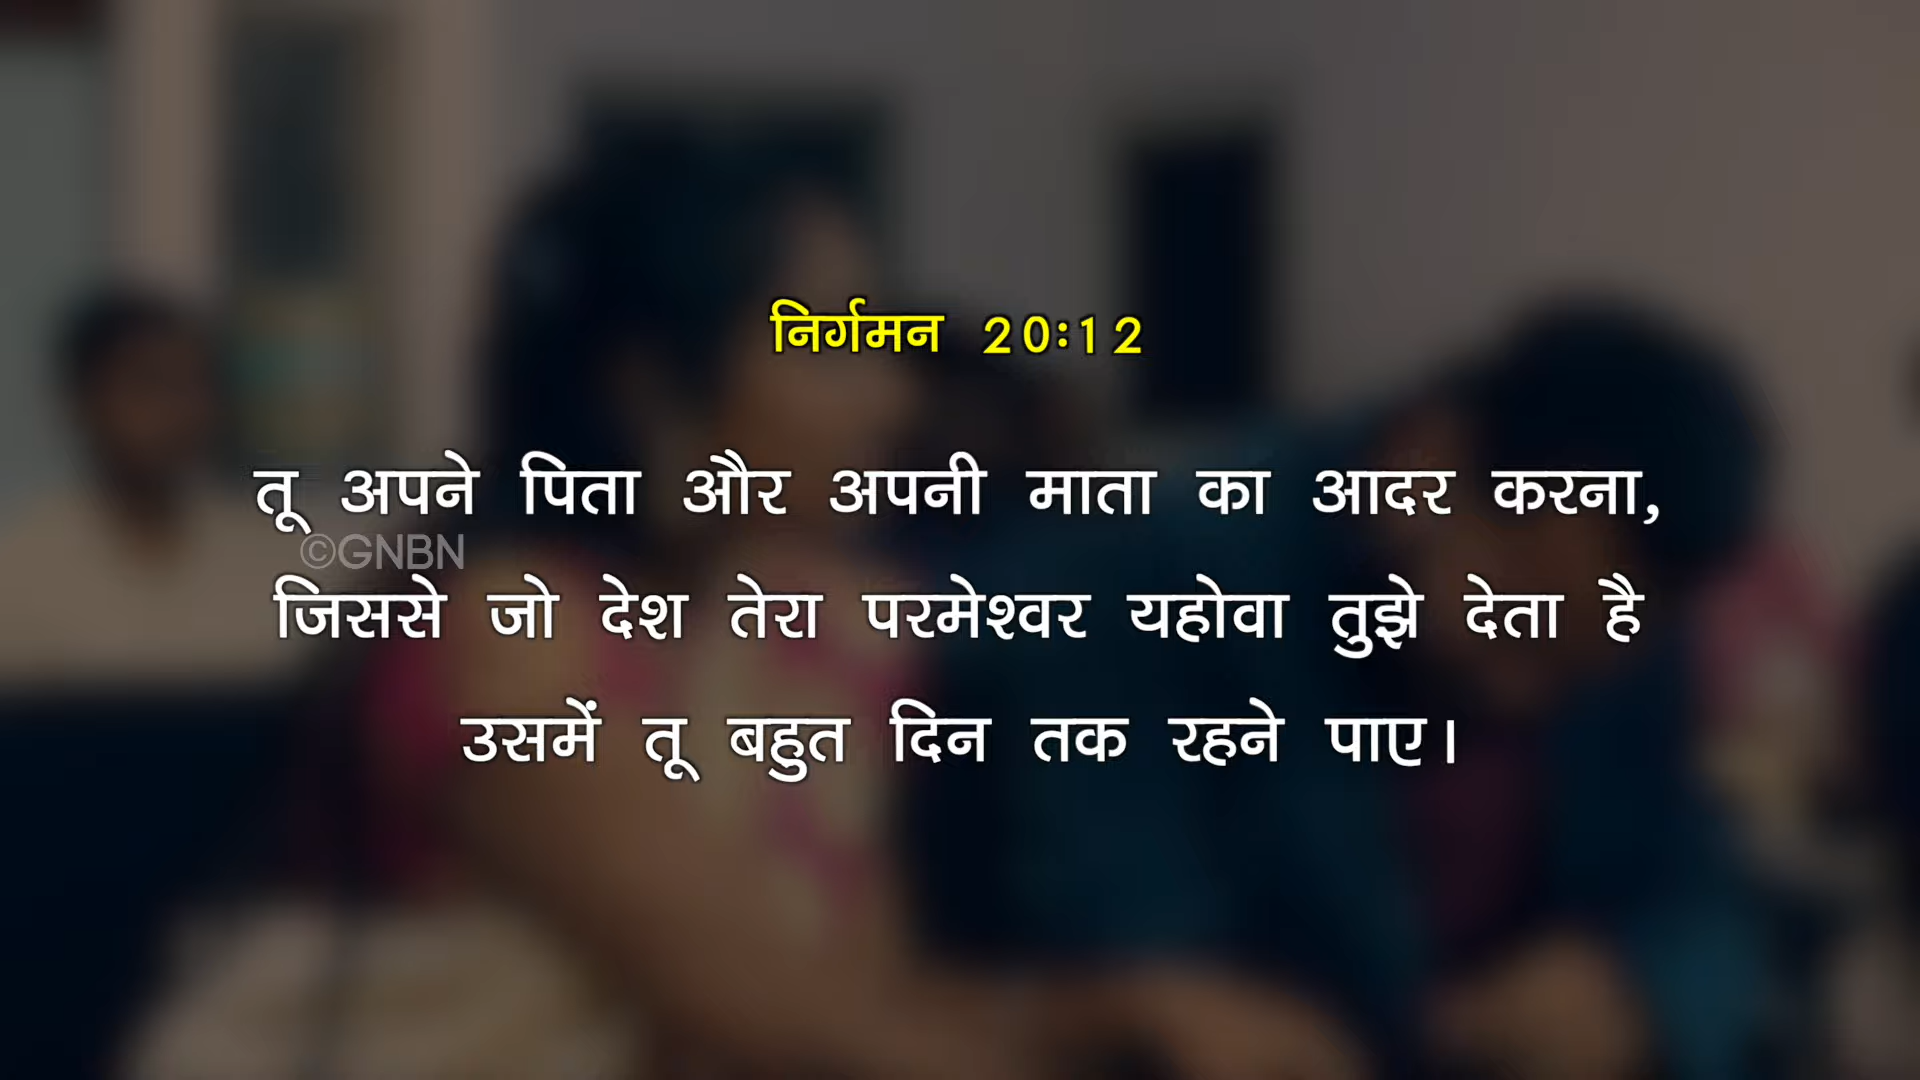 निर्गमन 20:12
तू अपने पिता और अपनी माता का आदर करना,
©GNBN
जिससे जो देश तेरा परमेश्वर यहोवा तुझे देता है
उसमें तू बहुत दिन तक रहने पाए।